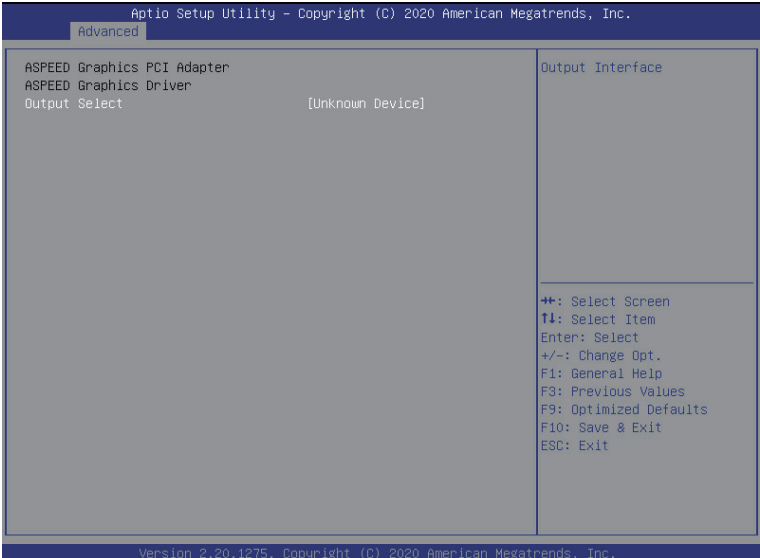 Aptio Setup Utility – Copyright (C) 2020 American Megatrends, Inc.
Advanced
ASPEED Graphics PCI Adapter
ASPEED Graphics Driver
Output Select [Unknown Device]
Output Interface
→←: Select Screen
↑↓: Select Item
Enter: Select
+/-: Change Opt.
F1: General Help
F3: Previous Values
F9: Optimized Defaults
F10: Save & Exit
ESC: Exit
Version 2.20.1275. Copyright (C) 2020 American Megatrends, Inc.